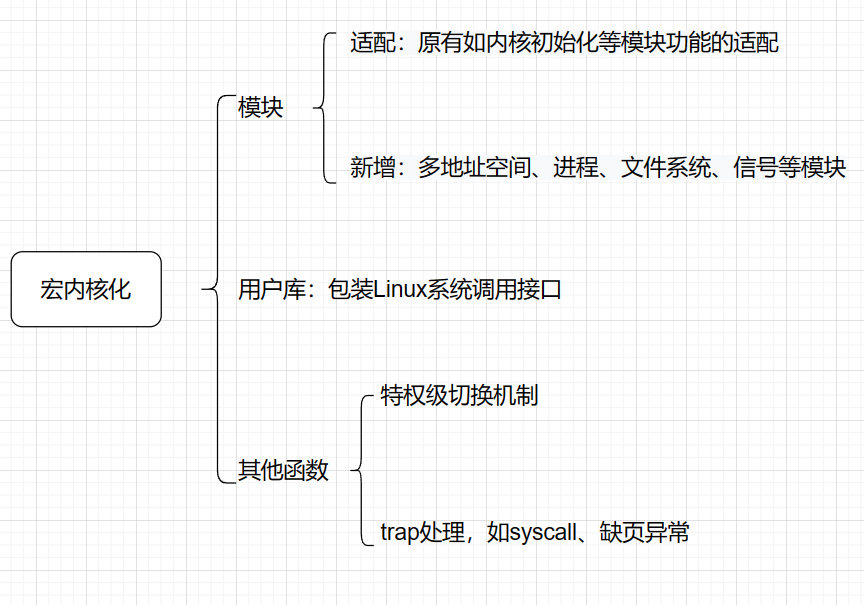 适配：原有如内核初始化等模块功能的适配
模块
新增：多地址空间、进程、文件系统、信号等模块
宏内核化
用户库：包装Linux系统调用接口
特权级切换机制
其他函数
trap处理，如syscall、缺页异常